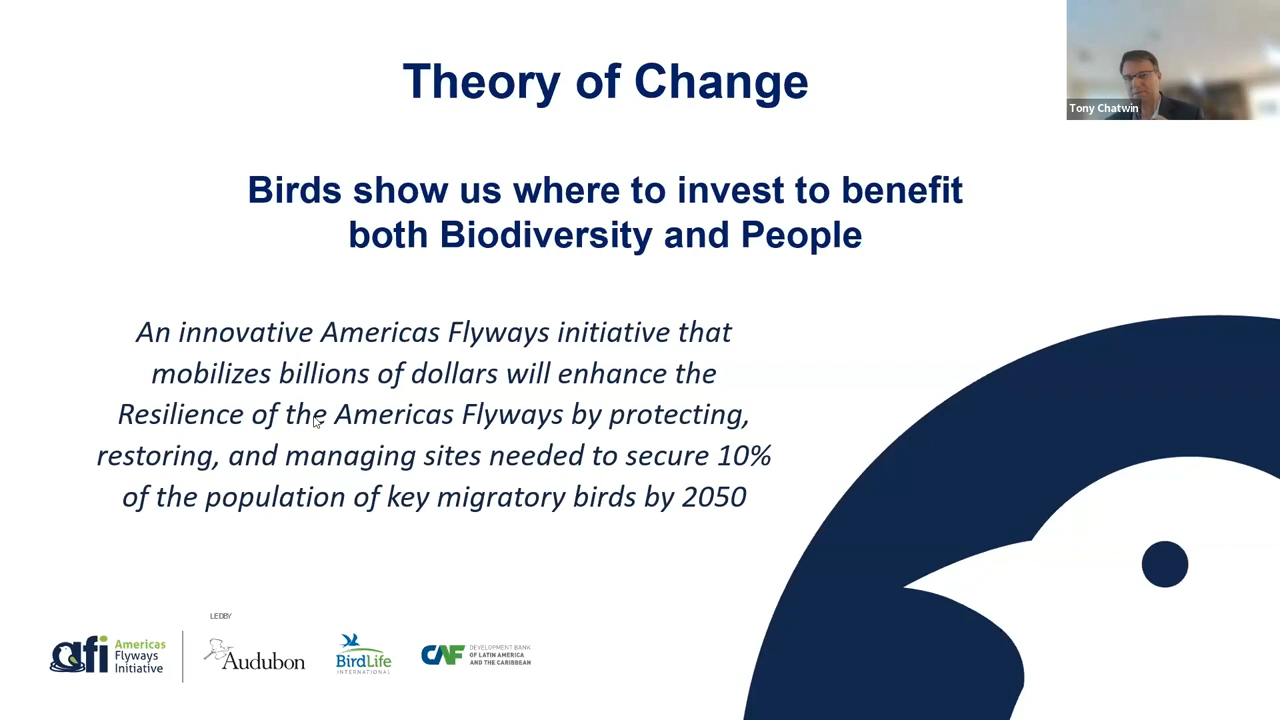 Theory of Change
Tony Chatwin
Birds show us where to invest to benefit
both Biodiversity and People
An innovative Americas Flyways initiative that
mobilizes billions of dollars will enhance the
Resilience of the Americas Flyways by protecting,
restoring, and managing sites needed to secure 10%
of the population of key migratory birds by 2050
LED BY
afi
Americas
Flyways
Initiative
Audubon
BirdLife
INTERNATIONAL
CAF
DEVELOPMENT BANK
OF LATIN AMERICA
AND THE CARIBBEAN